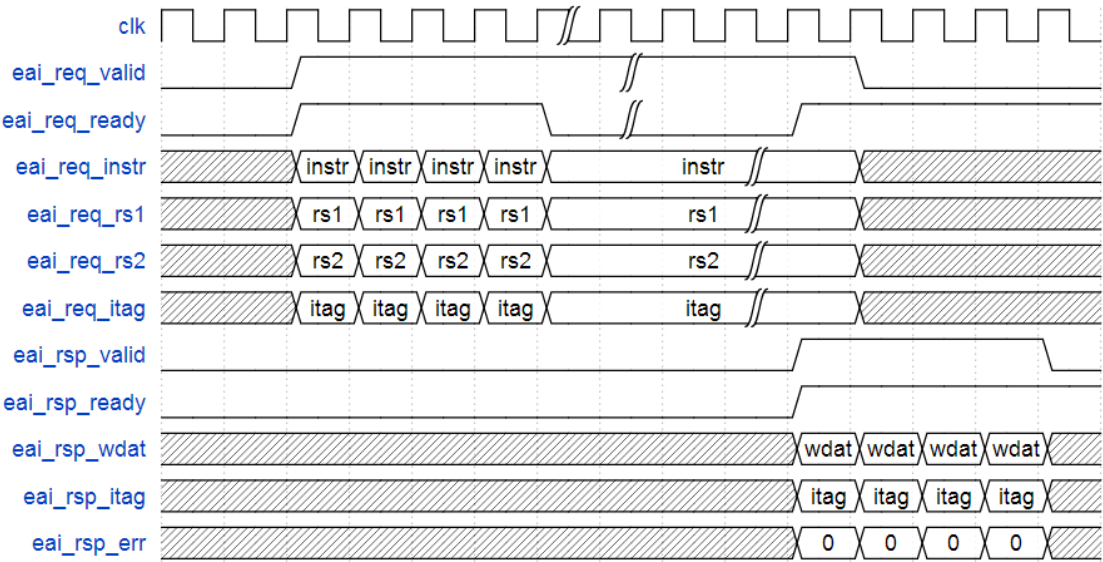 clk
eai_req_valid
eai_req_ready
eai_req_instr instr instr instr instr instr
eai_req_rs1 rs1 rs1 rs1 rs1 rs1
eai_req_rs2 rs2 rs2 rs2 rs2 rs2
eai_req_itag itag itag itag itag itag
eai_rsp_valid
eai_rsp_ready
eai_rsp_wdat wdat wdat wdat wdat
eai_rsp_itag itag itag itag itag
eai_rsp_err 0 0 0 0